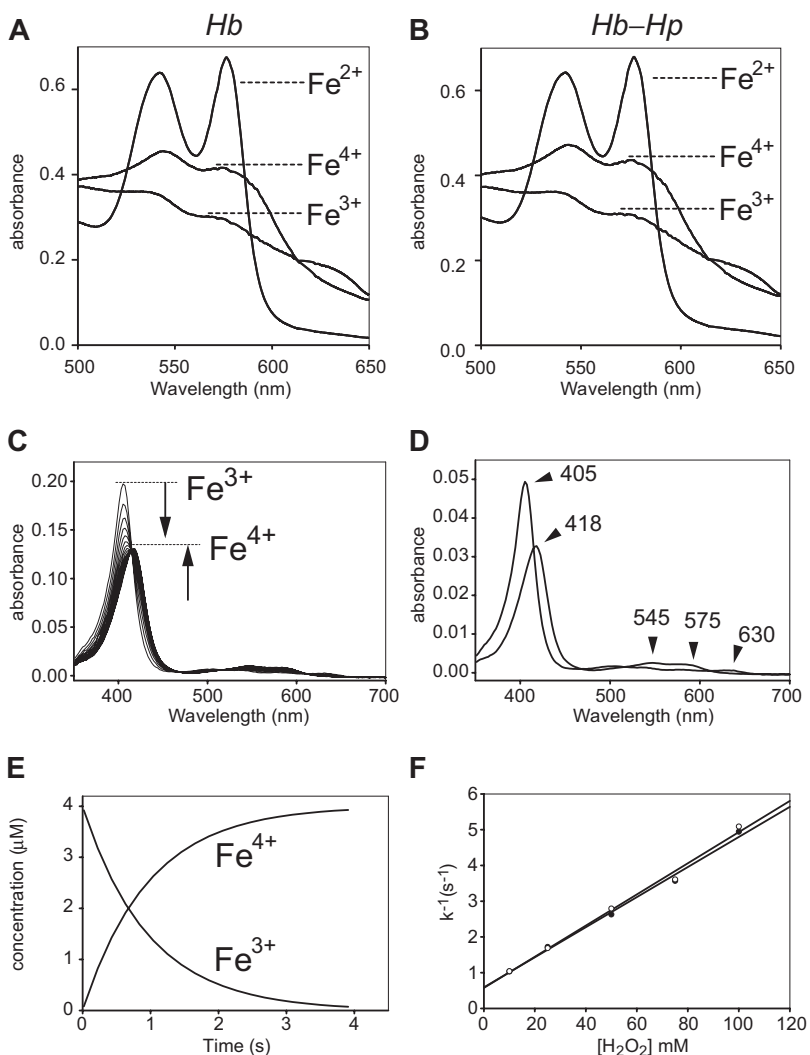 A
Hb
absorbance
0.6
0.4
0.2
0.0
Fe²⁺
Fe⁴⁺
Fe³⁺
500 550 600 650
Wavelength (nm)
B
Hb–Hp
absorbance
0.6
0.4
0.2
0.0
Fe²⁺
Fe⁴⁺
Fe³⁺
500 550 600 650
Wavelength (nm)
C
absorbance
0.20
0.15
0.10
0.05
0.00
Fe³⁺
Fe⁴⁺
400 500 600 700
Wavelength (nm)
D
absorbance
0.05
0.04
0.03
0.01
0.00
405
418
545 575 630
400 500 600 700
Wavelength (nm)
E
concentration (μM)
4
3
2
1
0
Fe⁴⁺
Fe³⁺
0 1 2 3 4
Time (s)
F
k⁻¹(s⁻¹)
6
5
4
3
2
1
0
0 20 40 60 80 100 120
[H₂O₂] mM